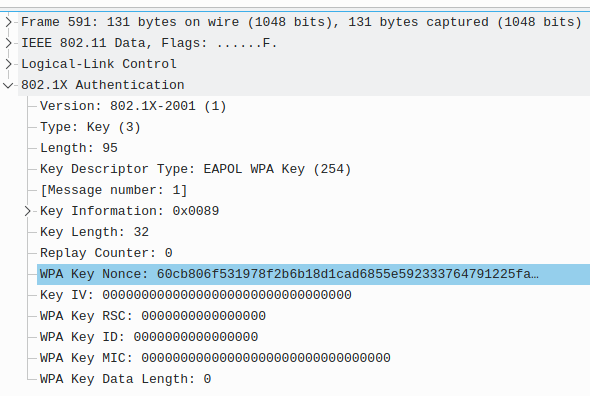 Frame 591: 131 bytes on wire (1048 bits), 131 bytes captured (1048 bits)
IEEE 802.11 Data, Flags: ......F.
Logical-Link Control
802.1X Authentication
Version: 802.1X-2001 (1)
Type: Key (3)
Length: 95
Key Descriptor Type: EAPOL WPA Key (254)
[Message number: 1]
Key Information: 0x0089
Key Length: 32
Replay Counter: 0
WPA Key Nonce: 60cb806f531978f2b6b18d1cad6855e592333764791225fa…
Key IV: 00000000000000000000000000000000
WPA Key RSC: 0000000000000000
WPA Key ID: 0000000000000000
WPA Key MIC: 00000000000000000000000000000000
WPA Key Data Length: 0